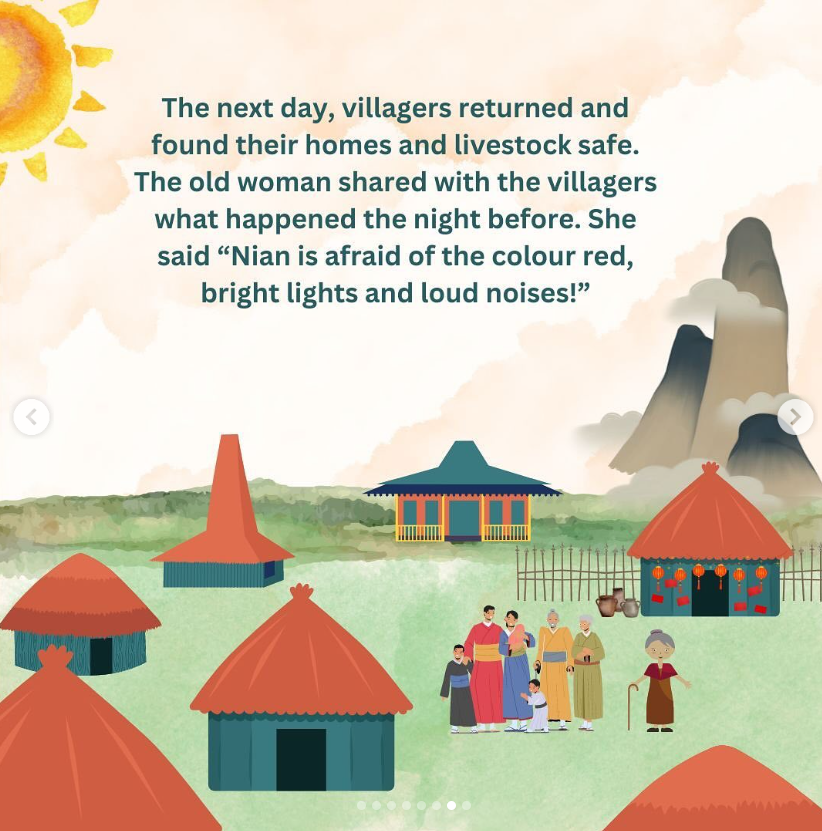 The next day, villagers returned and
found their homes and livestock safe.
The old woman shared with the villagers
what happened the night before. She
said “Nian is afraid of the colour red,
bright lights and loud noises!”